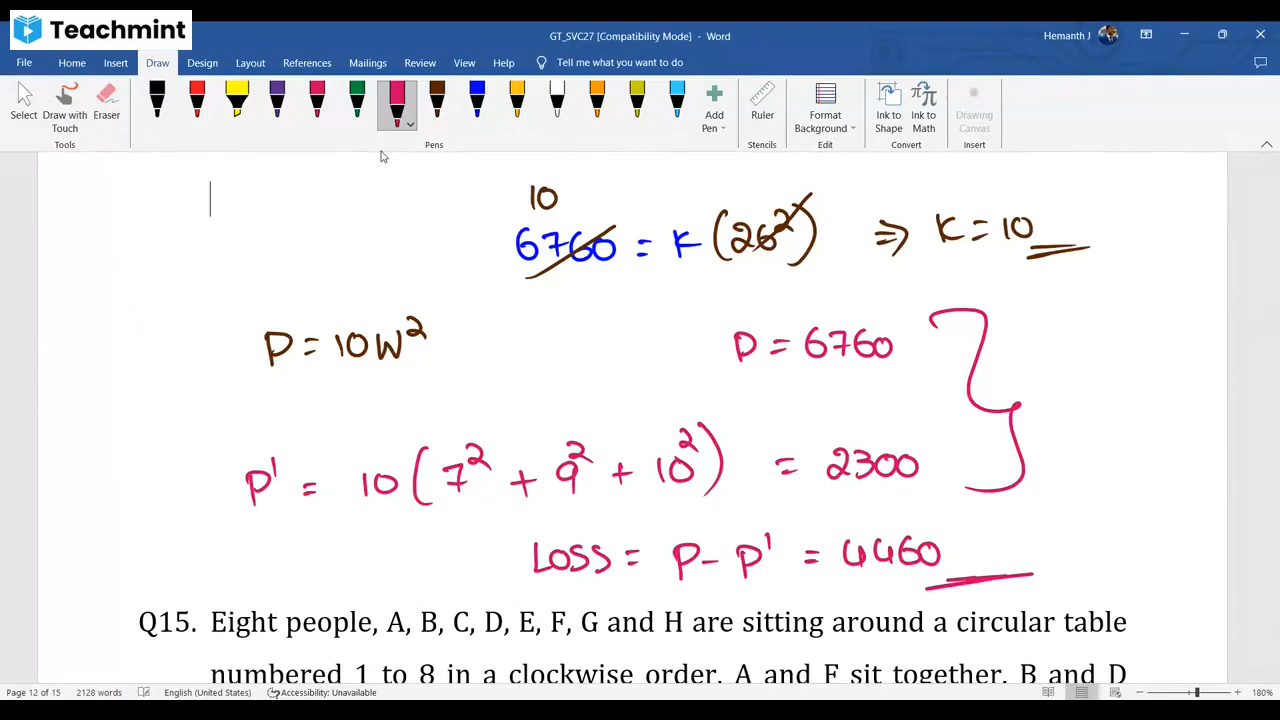 Teachmint
GT_SVC27 [Compatibility Mode] - Word
Hemanth J
File Home Insert Draw Design Layout References Mailings Review View Help Tell me what you want to do
Select Draw with Touch Eraser Add Pen Ruler Format Background Ink to Shape Ink to Math Drawing Canvas
Tools Pens Stencils Edit Convert Insert
10
6760 = K (26²) ⇒ K = 10
P = 10W² P = 6760
P' = 10(7² + 9² + 10²) = 2300
LOSS = P - P' = 4460
Q15. Eight people, A, B, C, D, E, F, G and H are sitting around a circular table
numbered 1 to 8 in a clockwise order. A and F sit together. B and D
Page 12 of 15 2128 words English (United States) Accessibility: Unavailable 180%